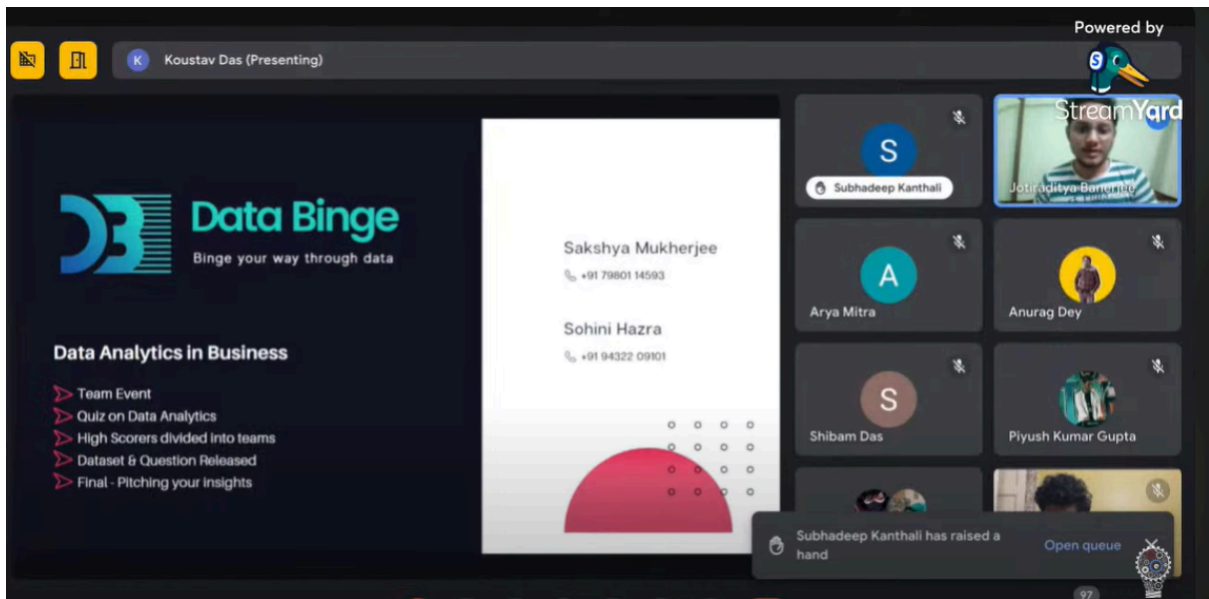 Powered by
StreamYard
K Koustav Das (Presenting)
DB Data Binge
Binge your way through data
Data Analytics in Business
Team Event
Quiz on Data Analytics
High Scorers divided into teams
Dataset & Question Released
Final - Pitching your insights
Sakshya Mukherjee
+91 79801 14593
Sohini Hazra
+91 94322 09101
S
Subhadeep Kanthali
Jotiraditya Banerjee
A
Arya Mitra
Anurag Dey
S
Shibam Das
Piyush Kumar Gupta
Subhadeep Kanthali has raised a
hand
Open queue
97